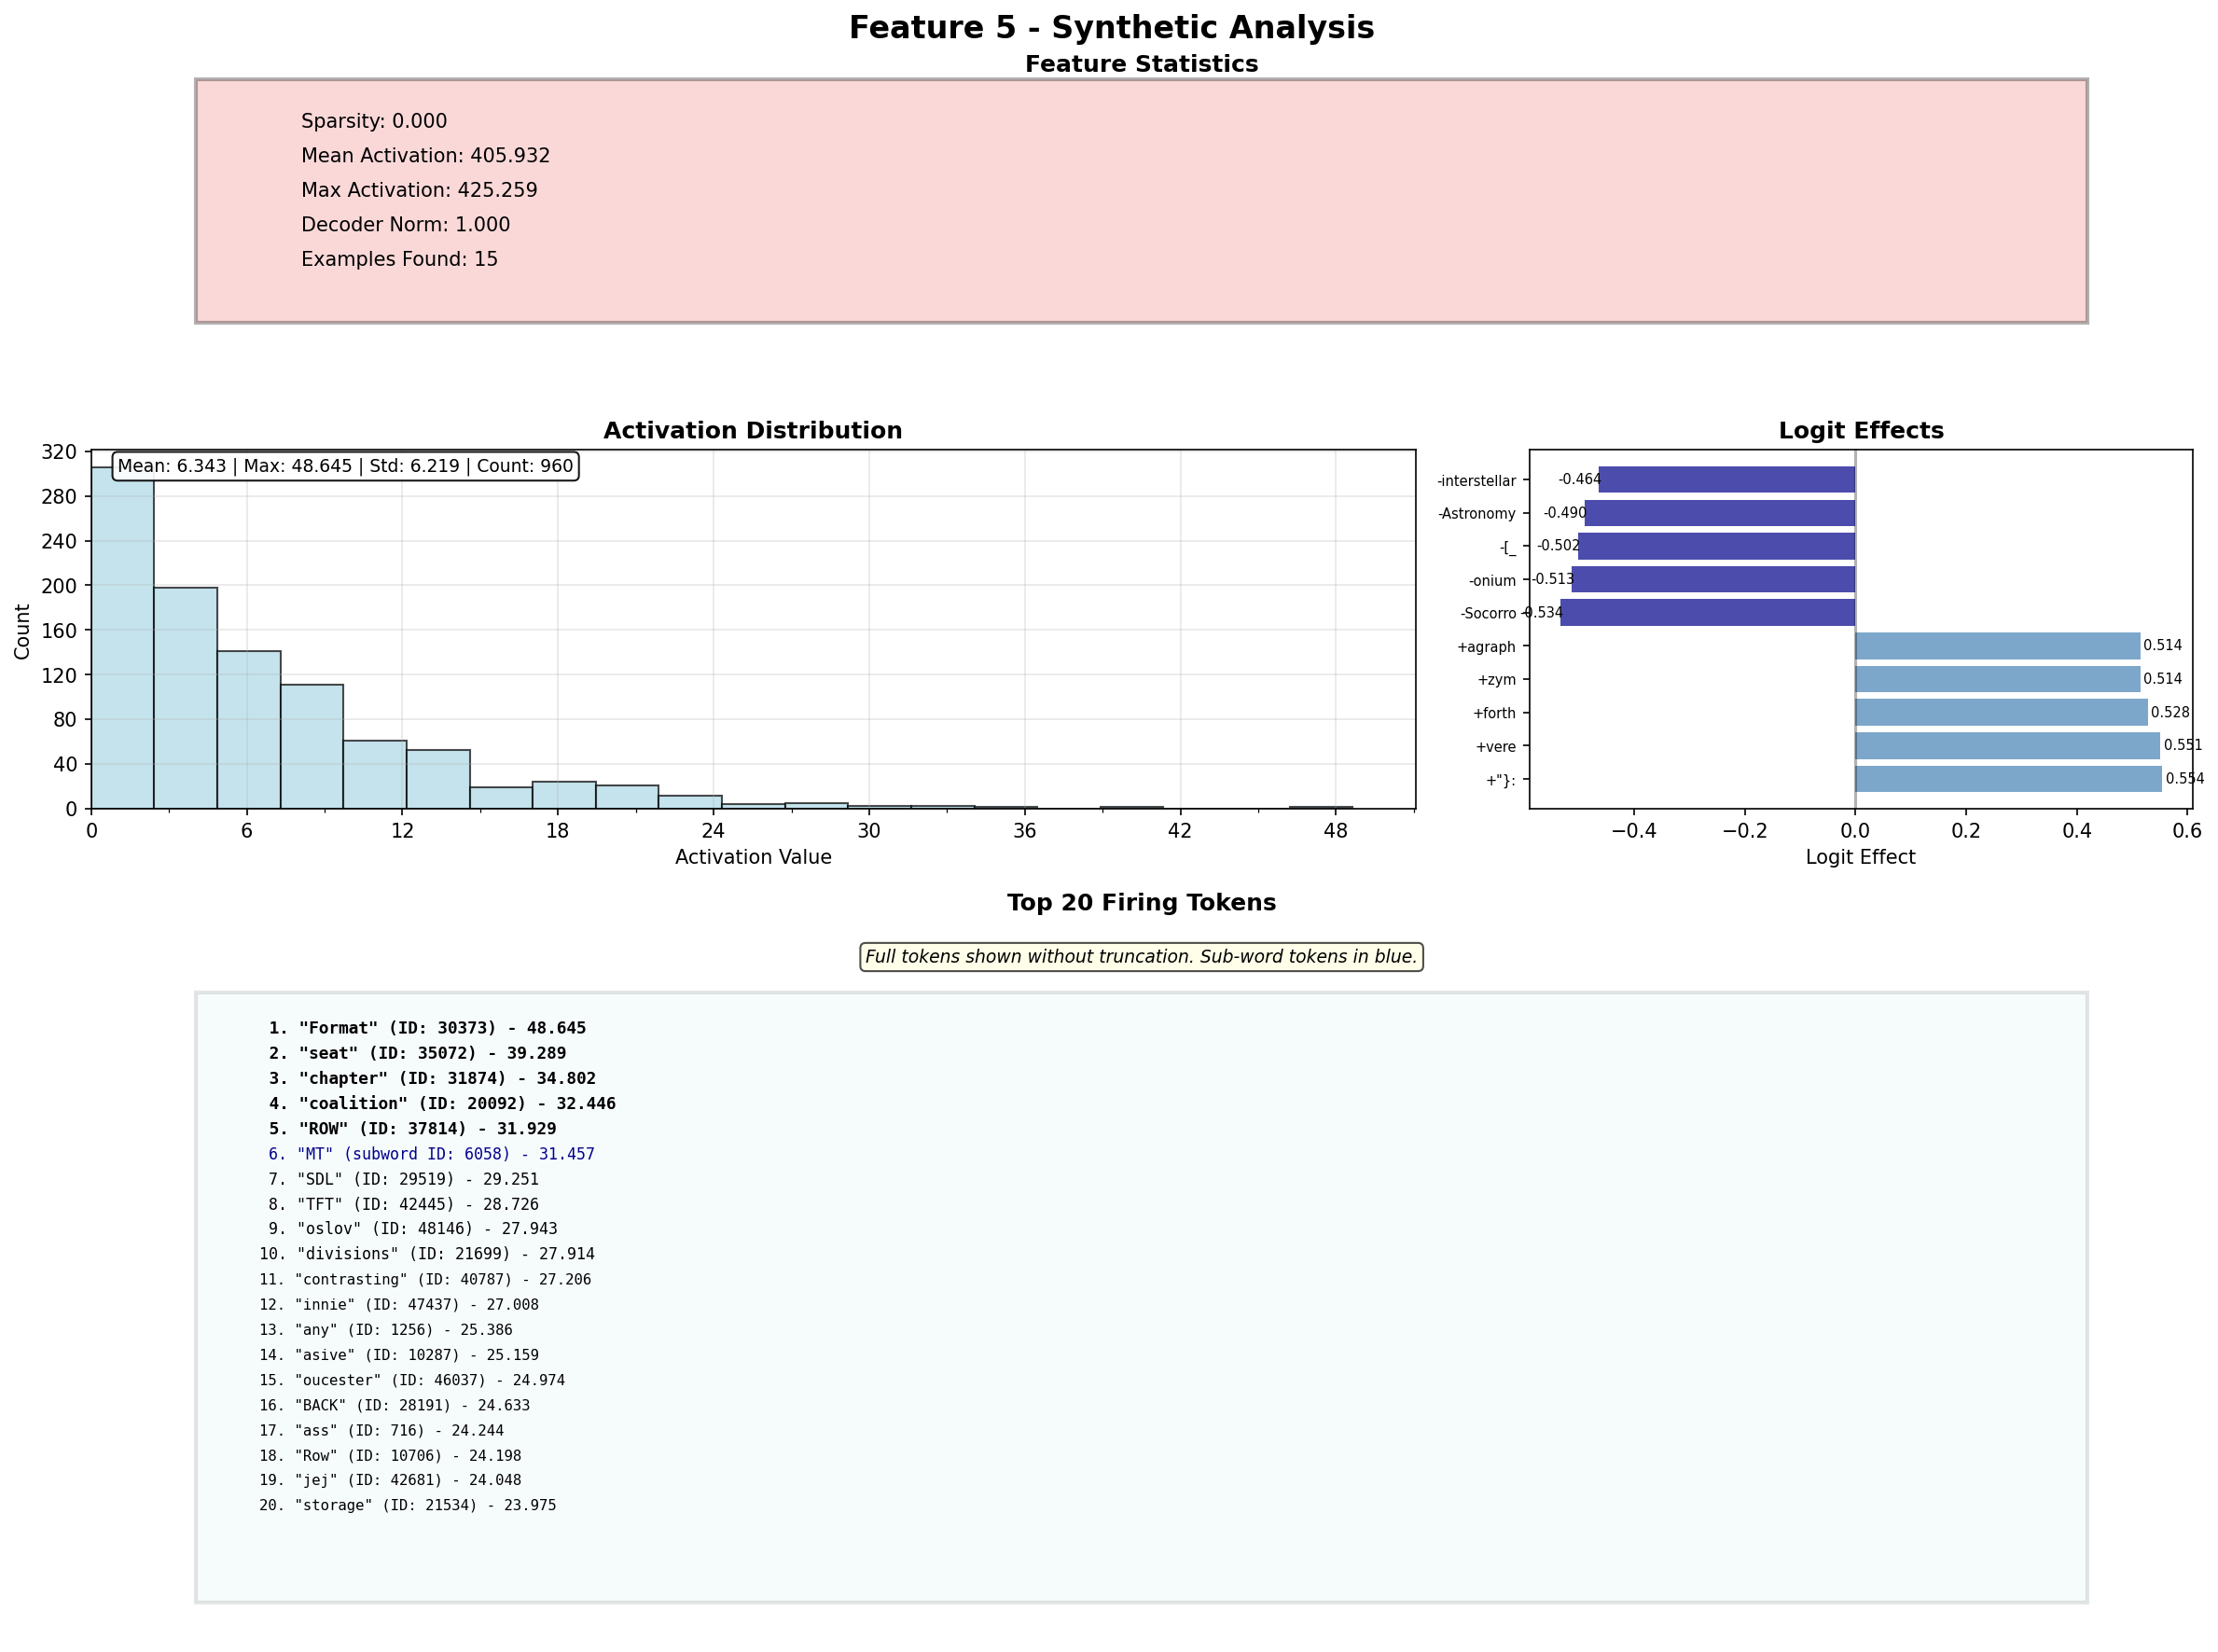 Feature 5 - Synthetic Analysis
Feature Statistics
Sparsity: 0.000
Mean Activation: 405.932
Max Activation: 425.259
Decoder Norm: 1.000
Examples Found: 15
Activation Distribution
Mean: 6.343 | Max: 48.645 | Std: 6.219 | Count: 960
320
280
240
200
160
120
80
40
0
Count
0 6 12 18 24 30 36 42 48
Activation Value
Logit Effects
-interstellar -0.464
-Astronomy -0.490
-[_ -0.502
-onium -0.513
-Socorro -0.534
+agraph 0.514
+zym 0.514
+forth 0.528
+vere 0.551
+"}: 0.554
−0.4 −0.2 0.0 0.2 0.4 0.6
Logit Effect
Top 20 Firing Tokens
Full tokens shown without truncation. Sub-word tokens in blue.
1. "Format" (ID: 30373) - 48.645
2. "seat" (ID: 35072) - 39.289
3. "chapter" (ID: 31874) - 34.802
4. "coalition" (ID: 20092) - 32.446
5. "ROW" (ID: 37814) - 31.929
6. "MT" (subword ID: 6058) - 31.457
7. "SDL" (ID: 29519) - 29.251
8. "TFT" (ID: 42445) - 28.726
9. "oslov" (ID: 48146) - 27.943
10. "divisions" (ID: 21699) - 27.914
11. "contrasting" (ID: 40787) - 27.206
12. "innie" (ID: 47437) - 27.008
13. "any" (ID: 1256) - 25.386
14. "asive" (ID: 10287) - 25.159
15. "oucester" (ID: 46037) - 24.974
16. "BACK" (ID: 28191) - 24.633
17. "ass" (ID: 716) - 24.244
18. "Row" (ID: 10706) - 24.198
19. "jej" (ID: 42681) - 24.048
20. "storage" (ID: 21534) - 23.975